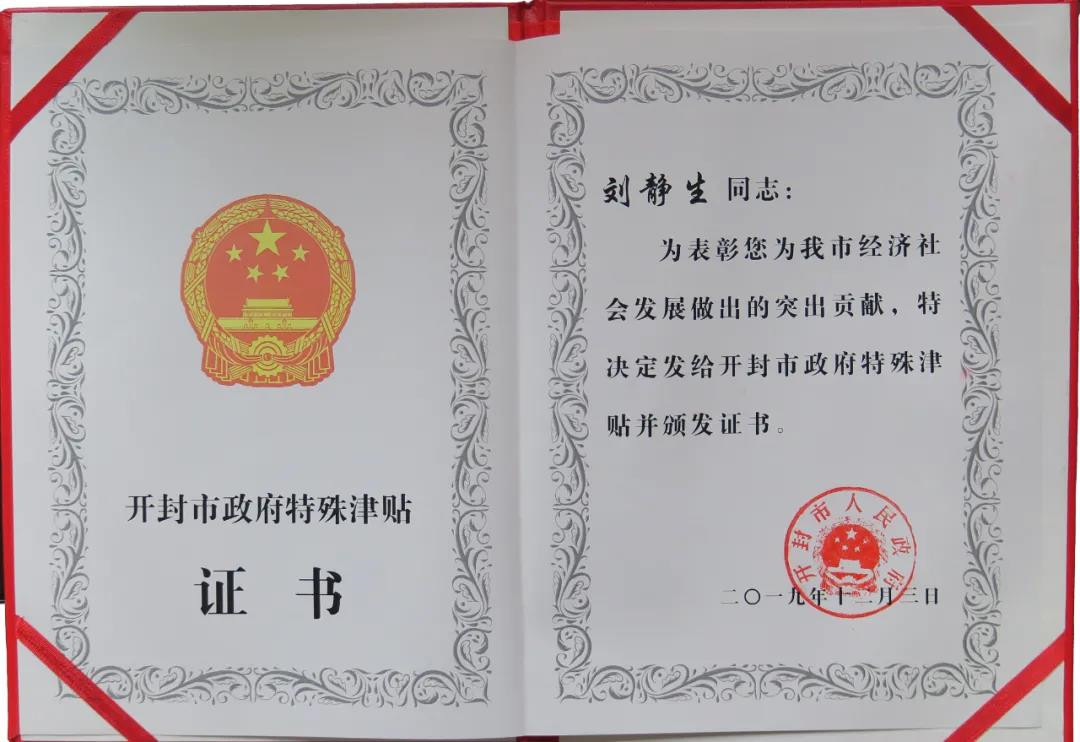 开封市政府特殊津贴
证书
刘静生 同志：
为表彰您为我市经济社
会发展做出的突出贡献，特
决定发给开封市政府特殊津
贴并颁发证书。
开封市人民政府
二〇一九年十二月三日